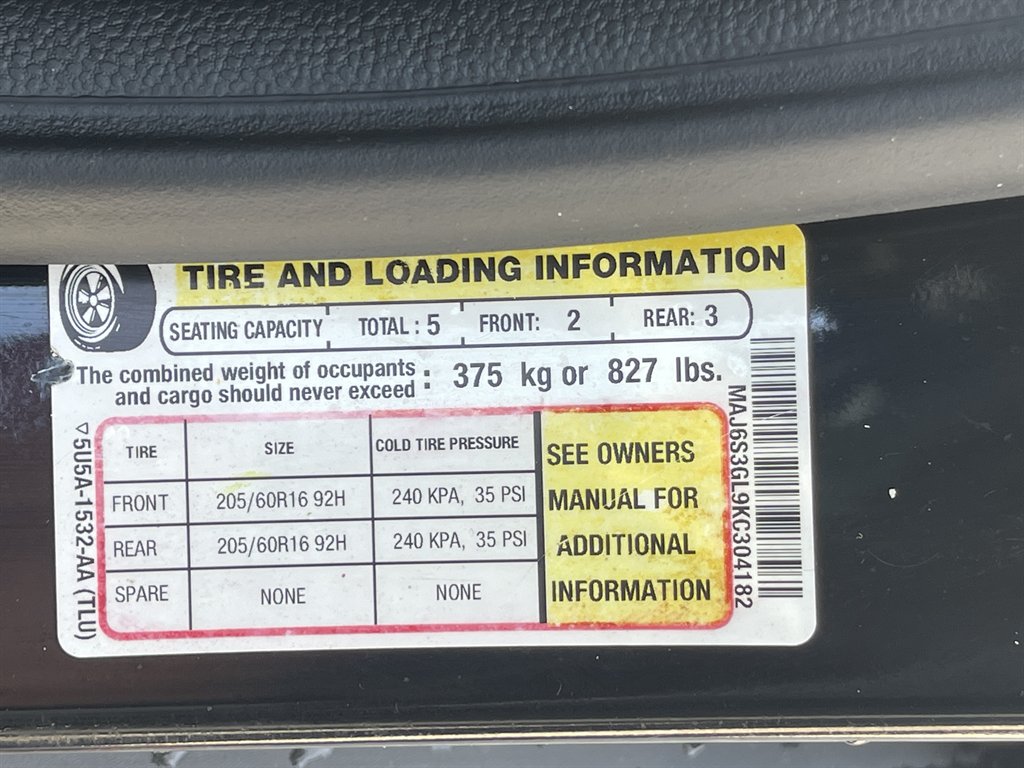 TIRE AND LOADING INFORMATION
SEATING CAPACITY TOTAL : 5 FRONT: 2 REAR: 3
The combined weight of occupants and cargo should never exceed : 375 kg or 827 lbs.
TIRE SIZE COLD TIRE PRESSURE
FRONT 205/60R16 92H 240 KPA, 35 PSI
REAR 205/60R16 92H 240 KPA, 35 PSI
SPARE NONE NONE
SEE OWNERS
MANUAL FOR
ADDITIONAL
INFORMATION
▽5U5A-1532-AA (TLU)
MAJ6S3GL9KC304182